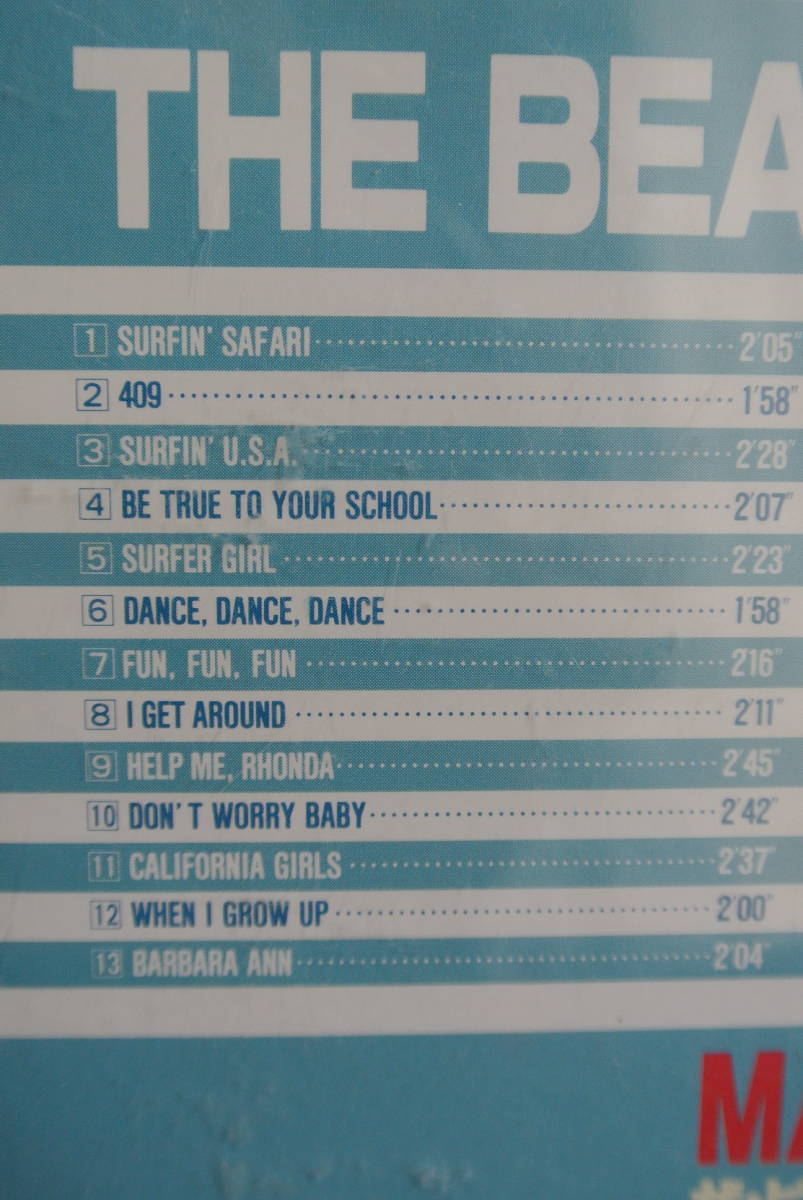 THE BEA
1 SURFIN' SAFARI 2'05"
2 409 1'58"
3 SURFIN' U.S.A. 2'28"
4 BE TRUE TO YOUR SCHOOL 2'07"
5 SURFER GIRL 2'23"
6 DANCE, DANCE, DANCE 1'58"
7 FUN, FUN, FUN 216"
8 I GET AROUND 2'11"
9 HELP ME, RHONDA 2'45"
10 DON'T WORRY BABY 2'42"
11 CALIFORNIA GIRLS 2'37"
12 WHEN I GROW UP 2'00"
13 BARBARA ANN 2'04"
MA